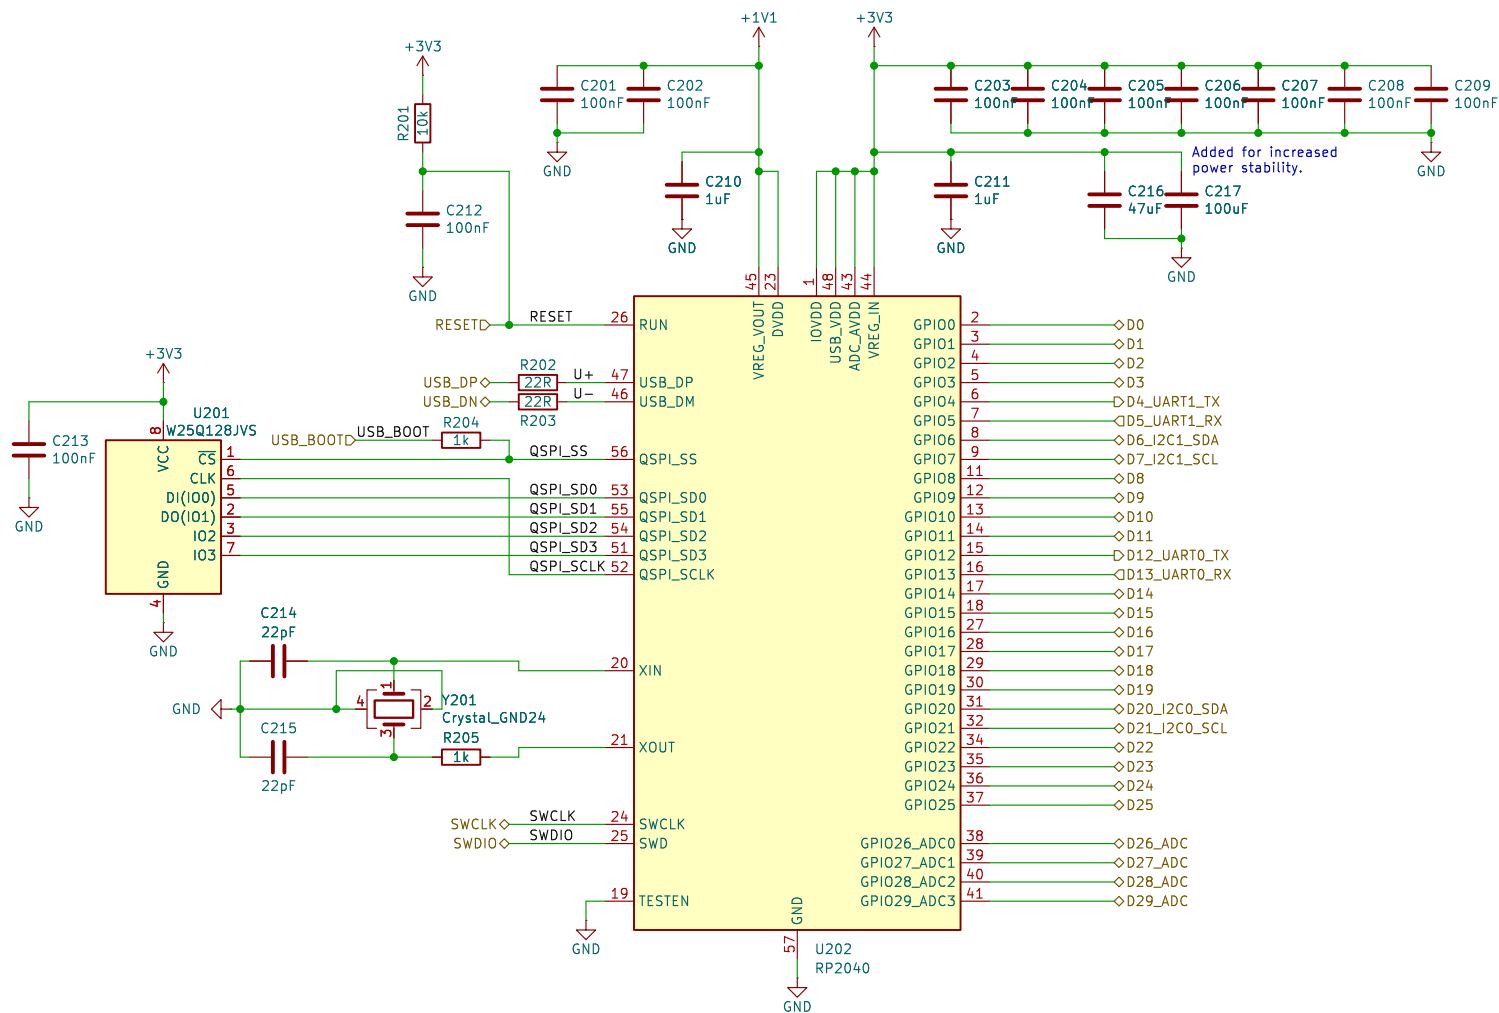 +1V1
+3V3
+3V3
C201
100nF
C202
100nF
C203
100nF
C204
100nF
C205
100nF
C206
100nF
C207
100nF
C208
100nF
C209
100nF
R201
10k
GND
GND
Added for increased
power stability.
C210
1uF
C211
1uF
C216
47uF
C217
100uF
C212
100nF
GND
GND
GND
GND
45
23
1
48
43
44
VREG_VOUT
DVDD
IOVDD
USB_VDD
ADC_AVDD
VREG_IN
RESET
RESET
26
RUN
GPIO0
2
D0
GPIO1
3
D1
+3V3
GPIO2
4
D2
R202
22R
USB_DP
U+
47
USB_DP
GPIO3
5
D3
USB_DN
22R
R203
U-
46
USB_DM
GPIO4
6
D4_UART1_TX
U201
W25Q128JVS
GPIO5
7
D5_UART1_RX
USB_BOOT
USB_BOOT
R204
1k
GPIO6
8
D6_I2C1_SDA
C213
100nF
8
VCC
CS
1
QSPI_SS
56
QSPI_SS
GPIO7
9
D7_I2C1_SCL
CLK
6
GPIO8
11
D8
DI(IO0)
5
QSPI_SD0
53
QSPI_SD0
GPIO9
12
D9
DO(IO1)
2
QSPI_SD1
55
QSPI_SD1
GPIO10
13
D10
GND
IO2
3
QSPI_SD2
54
QSPI_SD2
GPIO11
14
D11
IO3
7
QSPI_SD3
51
QSPI_SD3
GPIO12
15
D12_UART0_TX
QSPI_SCLK
52
QSPI_SCLK
GPIO13
16
D13_UART0_RX
GND
4
GND
GPIO14
17
D14
GPIO15
18
D15
C214
22pF
GPIO16
27
D16
GPIO17
28
D17
20
XIN
GPIO18
29
D18
GPIO19
30
D19
GND
4
1
2
3
Y201
Crystal_GND24
GPIO20
31
D20_I2C0_SDA
GPIO21
32
D21_I2C0_SCL
C215
22pF
R205
1k
21
XOUT
GPIO22
34
D22
GPIO23
35
D23
GPIO24
36
D24
GPIO25
37
D25
SWCLK
SWCLK
24
SWCLK
SWDIO
SWDIO
25
SWD
GPIO26_ADC0
38
D26_ADC
GPIO27_ADC1
39
D27_ADC
GPIO28_ADC2
40
D28_ADC
19
TESTEN
GPIO29_ADC3
41
D29_ADC
GND
GND
57
U202
RP2040
GND